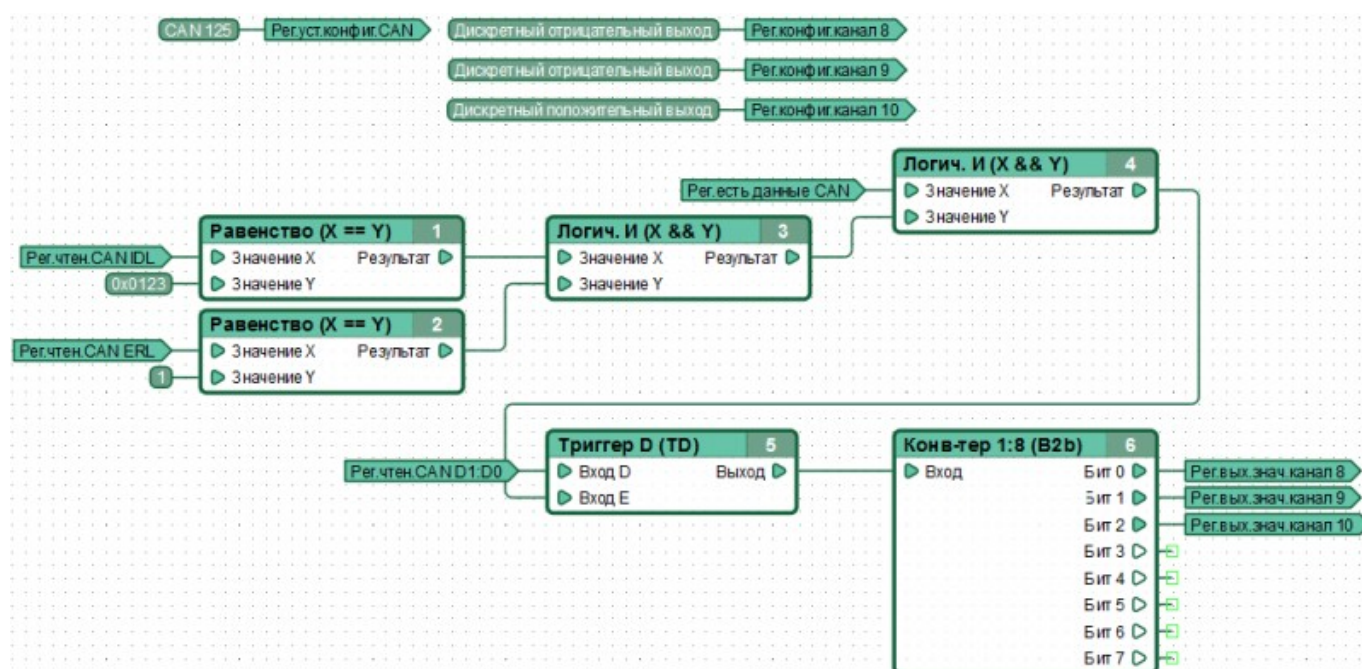 CAN 125
Рег.уст.конфиг.CAN
Дискретный отрицательный выход
Рег.конфиг.канал 8
Дискретный отрицательный выход
Рег.конфиг.канал 9
Дискретный положительный выход
Рег.конфиг.канал 10
Логич. И (X && Y) 4
Рег.есть данные CAN
Значение X Результат
Значение Y
Равенство (X == Y) 1
Рег.чтен.CAN IDL
Значение X Результат
0x0123
Значение Y
Логич. И (X && Y) 3
Значение X Результат
Значение Y
Равенство (X == Y) 2
Рег.чтен.CAN ERL
Значение X Результат
1
Значение Y
Триггер D (TD) 5
Рег.чтен.CAN D1:D0
Вход D Выход
Вход E
Конв-тер 1:8 (B2b) 6
Вход Бит 0
Рег.вых.знач.канал 8
Бит 1
Рег.вых.знач.канал 9
Бит 2
Рег.вых.знач.канал 10
Бит 3
Бит 4
Бит 5
Бит 6
Бит 7